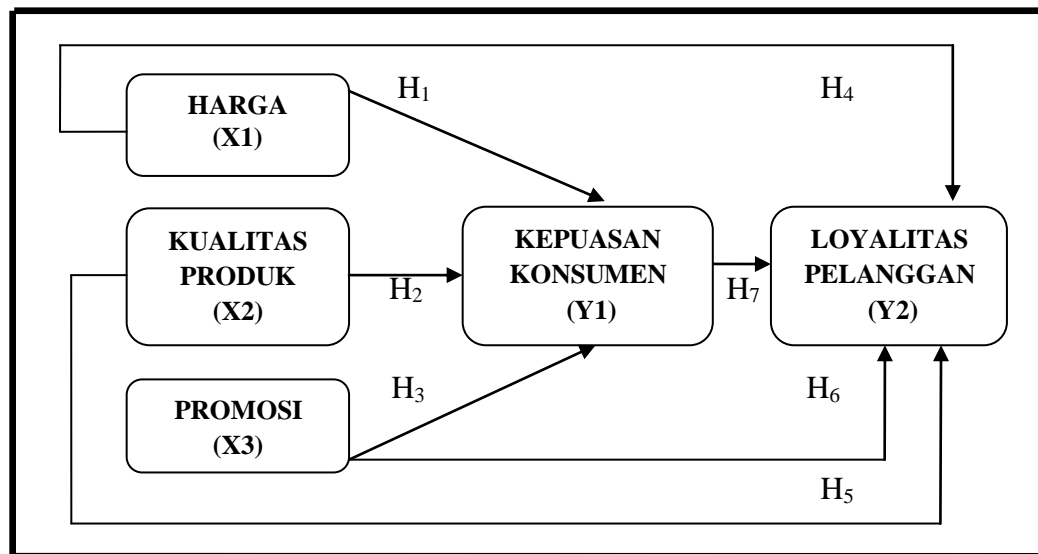 H₁
H₄
HARGA
(X1)
KUALITAS
PRODUK
(X2)
KEPUASAN
KONSUMEN
(Y1)
LOYALITAS
PELANGGAN
(Y2)
H₂
H₇
H₃
H₆
PROMOSI
(X3)
H₅